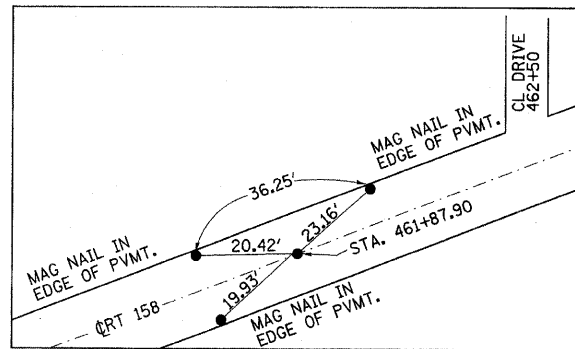 CL DRIVE
462+50
MAG NAIL IN
EDGE OF PVMT.
36.25'
MAG NAIL IN
EDGE OF PVMT.
20.42'
23.16'
STA. 461+87.90
19.93'
℄RT 158
MAG NAIL IN
EDGE OF PVMT.